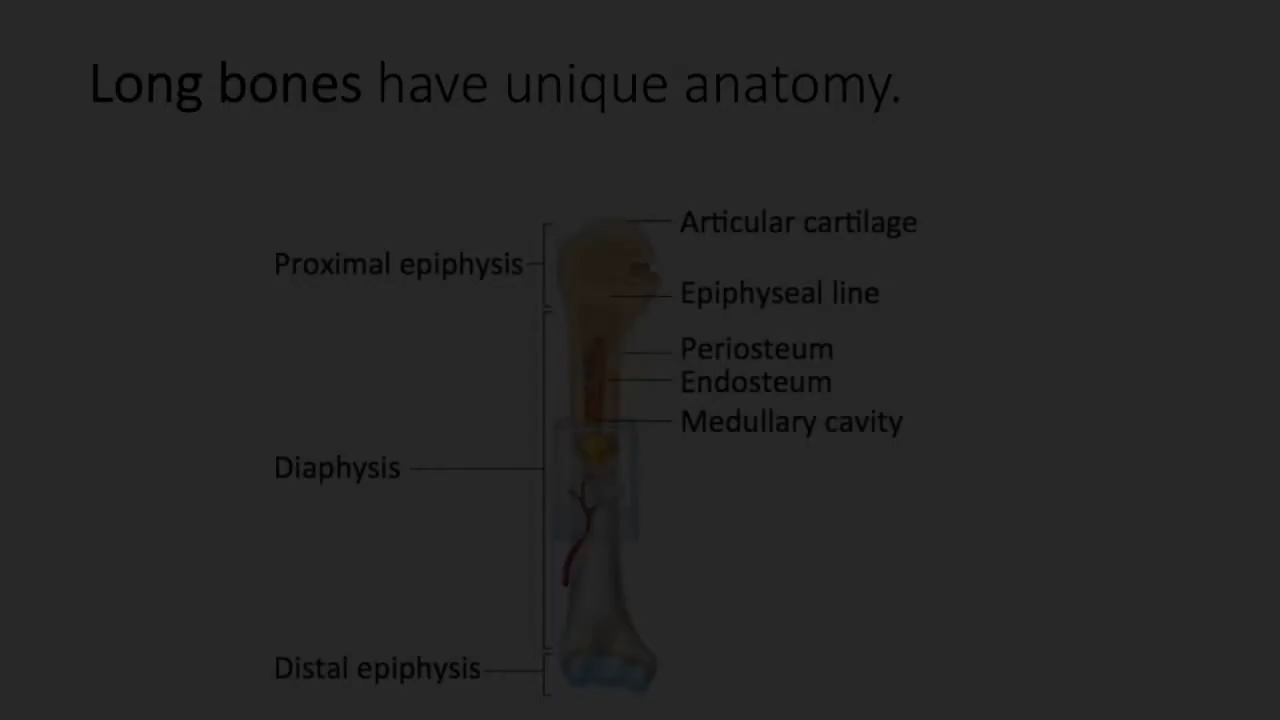 Long bones have unique anatomy.
Articular cartilage
Proximal epiphysis
Epiphyseal line
Periosteum
Endosteum
Medullary cavity
Diaphysis
Distal epiphysis